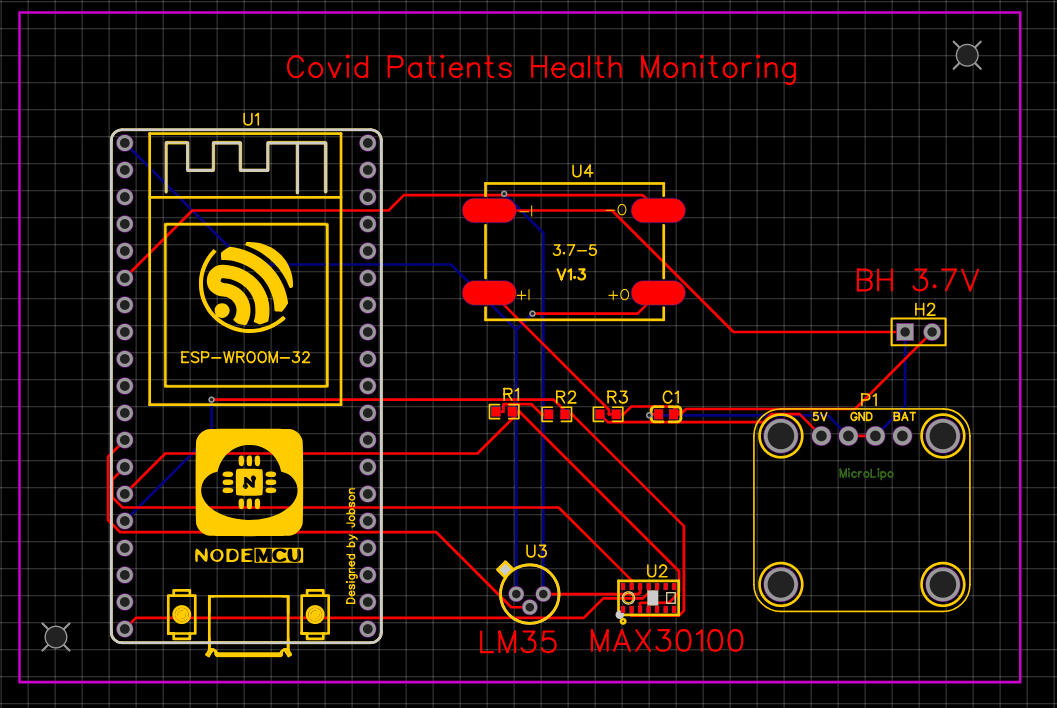 Covid Patients Health Monitoring
U1
U4
-I
-O
3.7-5
V1.3
+I
+O
BH 3.7V
H2
ESP-WROOM-32
R1
R2
R3
C1
P1
5V
GND
BAT
MicroLipo
N
NODEMCU
Designed by Jobson
U3
U2
LM35
MAX30100